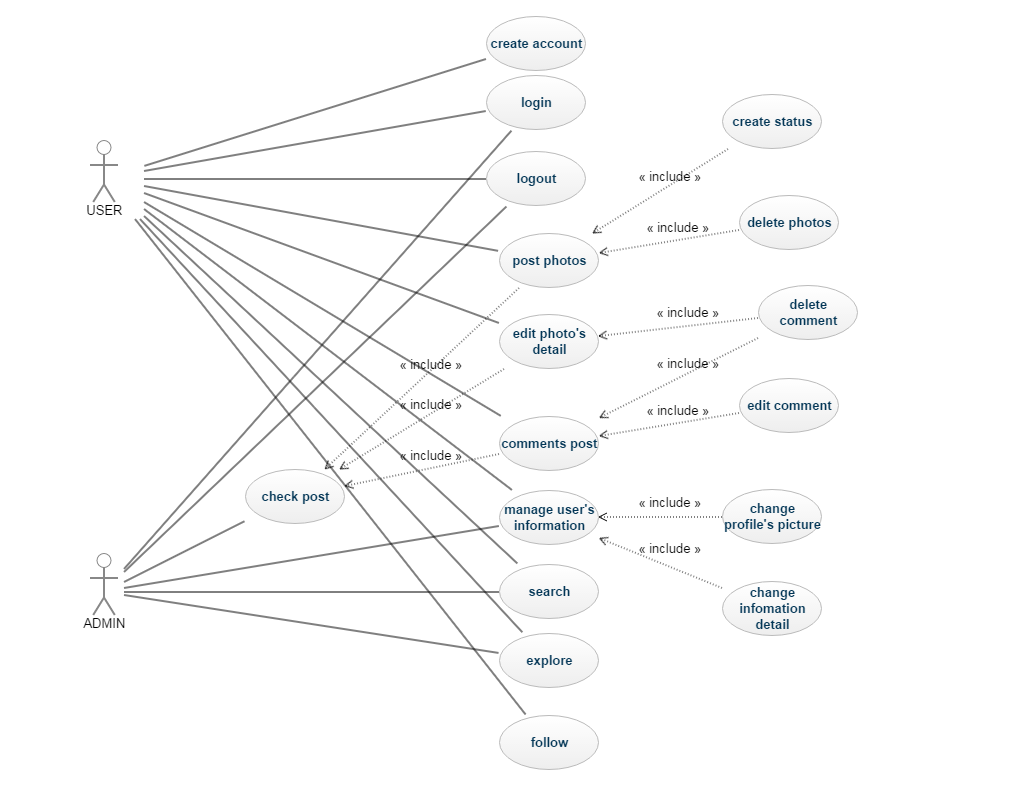 create account
login
create status
logout
« include »
USER
delete photos
« include »
post photos
delete
comment
« include »
edit photo's
detail
« include »
« include »
edit comment
« include »
« include »
comments post
« include »
check post
manage user's
information
« include »
change
profile's picture
« include »
search
change
infomation
detail
ADMIN
explore
follow